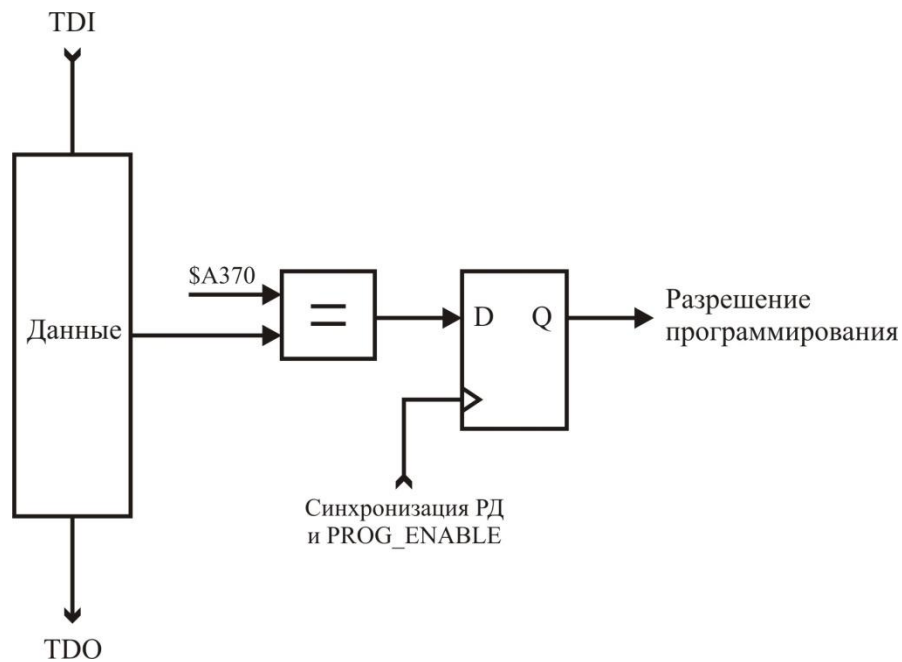 TDI
Данные
$A370
=
D
Q
Разрешение
программирования
Синхронизация РД
и PROG_ENABLE
TDO